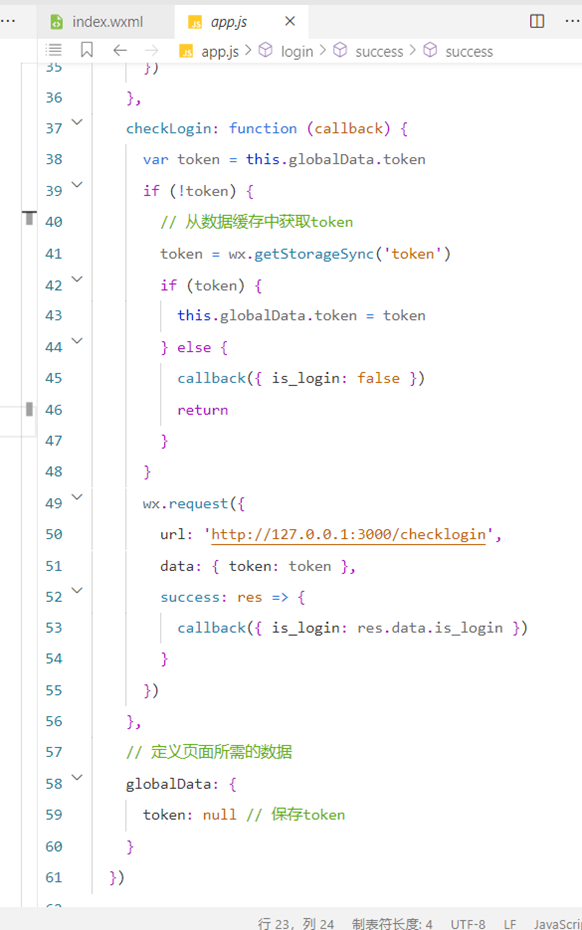 index.wxml
app.js
app.js > login > success > success
35 })
36 },
37 checkLogin: function (callback) {
38 var token = this.globalData.token
39 if (!token) {
40 // 从数据缓存中获取token
41 token = wx.getStorageSync('token')
42 if (token) {
43 this.globalData.token = token
44 } else {
45 callback({ is_login: false })
46 return
47 }
48 }
49 wx.request({
50 url: 'http://127.0.0.1:3000/checklogin',
51 data: { token: token },
52 success: res => {
53 callback({ is_login: res.data.is_login })
54 }
55 })
56 },
57 // 定义页面所需的数据
58 globalData: {
59 token: null // 保存token
60 }
61 })
行 23，列 24 制表符长度: 4 UTF-8 LF